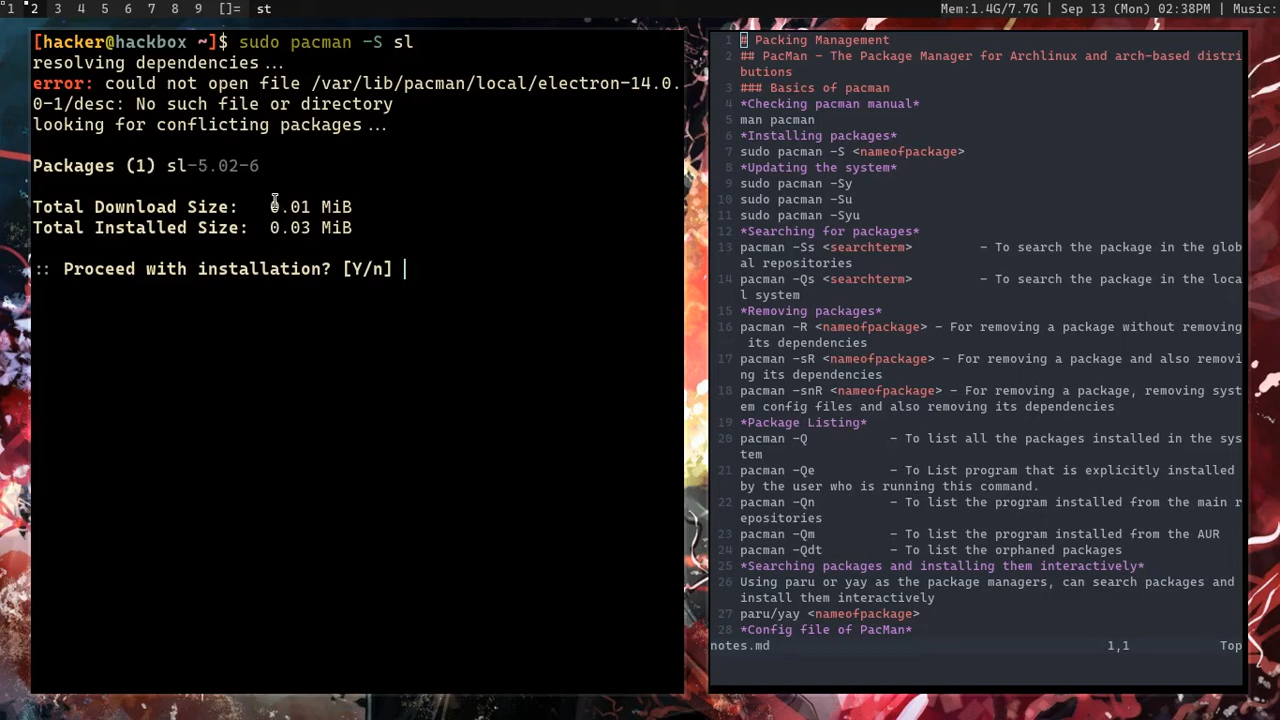 1 2 3 4 5 6 7 8 9 []= st Mem:1.4G/7.7G | Sep 13 (Mon) 02:38PM | Music:
[hacker@hackbox ~]$ sudo pacman -S sl
resolving dependencies...
error: could not open file /var/lib/pacman/local/electron-14.0.
0-1/desc: No such file or directory
looking for conflicting packages...
Packages (1) sl-5.02-6
Total Download Size: 0.01 MiB
Total Installed Size: 0.03 MiB
:: Proceed with installation? [Y/n]
1 # Packing Management
2 ## PacMan - The Package Manager for Archlinux and arch-based distri
butions
3 ### Basics of pacman
4 *Checking pacman manual*
5 man pacman
6 *Installing packages*
7 sudo pacman -S <nameofpackage>
8 *Updating the system*
9 sudo pacman -Sy
10 sudo pacman -Su
11 sudo pacman -Syu
12 *Searching for packages*
13 pacman -Ss <searchterm> - To search the package in the glob
al repositories
14 pacman -Qs <searchterm> - To search the package in the loca
l system
15 *Removing packages*
16 pacman -R <nameofpackage> - For removing a package without removing
its dependencies
17 pacman -sR <nameofpackage> - For removing a package and also removi
ng its dependencies
18 pacman -snR <nameofpackage> - For removing a package, removing syst
em config files and also removing its dependencies
19 *Package Listing*
20 pacman -Q - To list all the packages installed in the sys
tem
21 pacman -Qe - To List program that is explicitly installed
by the user who is running this command.
22 pacman -Qn - To list the program installed from the main r
epositories
23 pacman -Qm - To list the program installed from the AUR
24 pacman -Qdt - To list the orphaned packages
25 *Searching packages and installing them interactively*
26 Using paru or yay as the package managers, can search packages and
install them interactively
27 paru/yay <nameofpackage>
28 *Config file of PacMan*
notes.md 1,1 Top